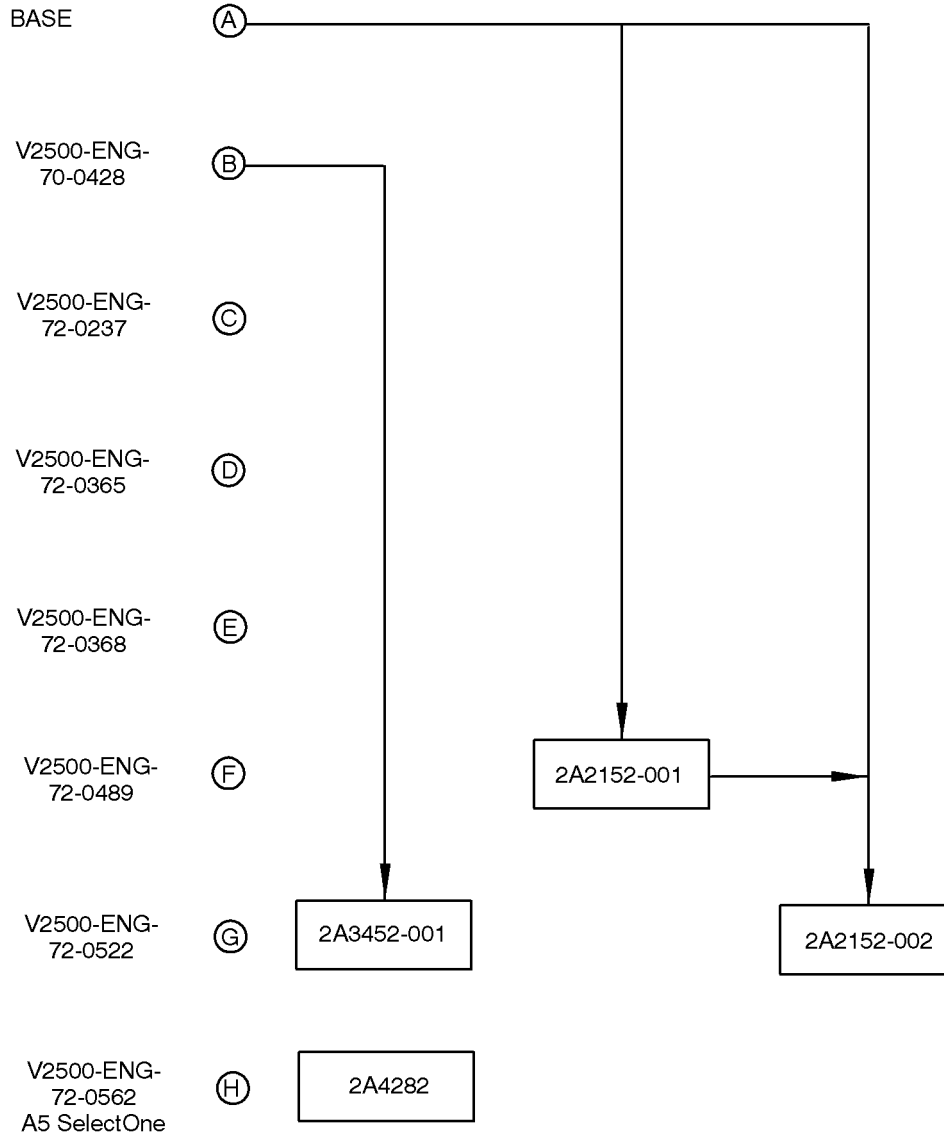 BASE
A
V2500-ENG-
70-0428
B
V2500-ENG-
72-0237
C
V2500-ENG-
72-0365
D
V2500-ENG-
72-0368
E
V2500-ENG-
72-0489
F
2A2152-001
V2500-ENG-
72-0522
G
2A3452-001
2A2152-002
V2500-ENG-
72-0562
A5 SelectOne
H
2A4282